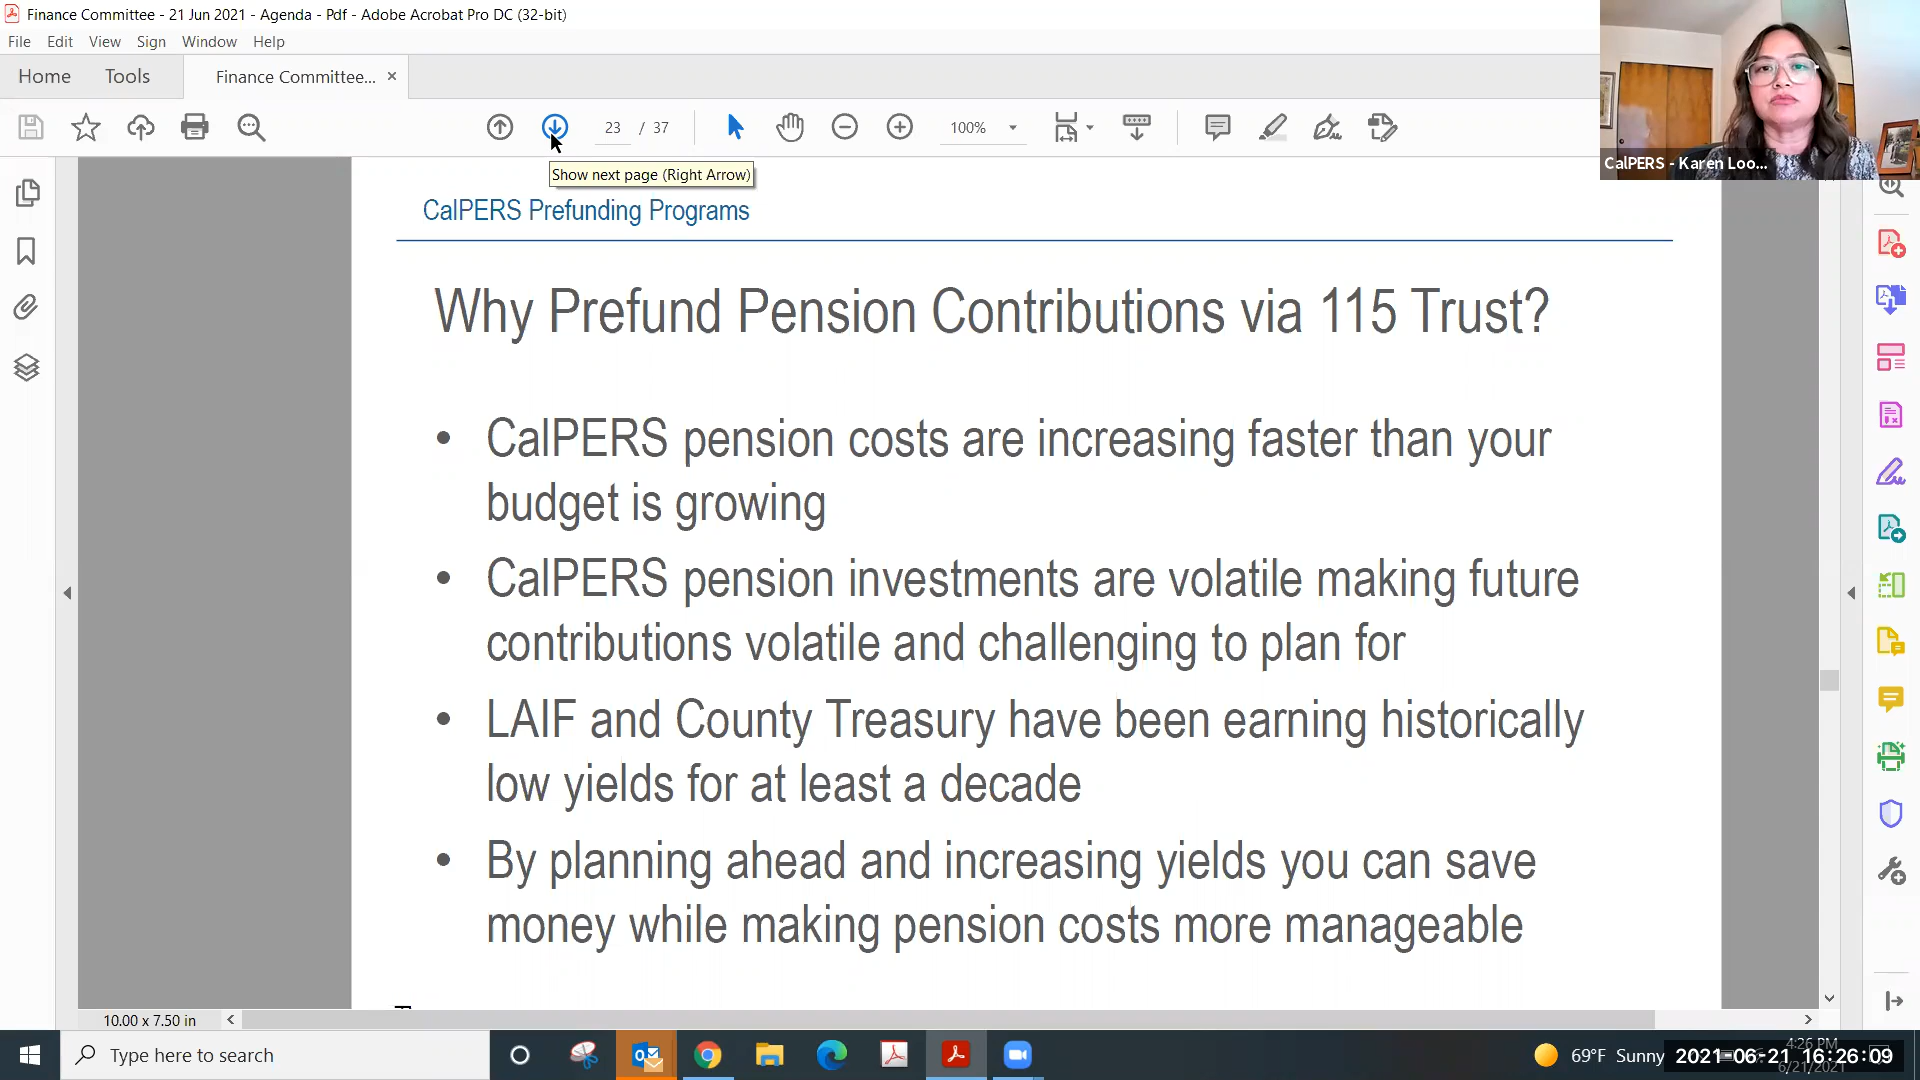 Finance Committee - 21 Jun 2021 - Agenda - Pdf - Adobe Acrobat Pro DC (32-bit)
File Edit View Sign Window Help
Home Tools Finance Committee... ×
23 / 37 100%
Show next page (Right Arrow)
CalPERS - Karen Loo...
CalPERS Prefunding Programs
Why Prefund Pension Contributions via 115 Trust?
• CalPERS pension costs are increasing faster than your
budget is growing
• CalPERS pension investments are volatile making future
contributions volatile and challenging to plan for
• LAIF and County Treasury have been earning historically
low yields for at least a decade
• By planning ahead and increasing yields you can save
money while making pension costs more manageable
10.00 x 7.50 in
Type here to search
69°F Sunny
4:26 PM
2021-06-21 16:26:09
6/21/2021